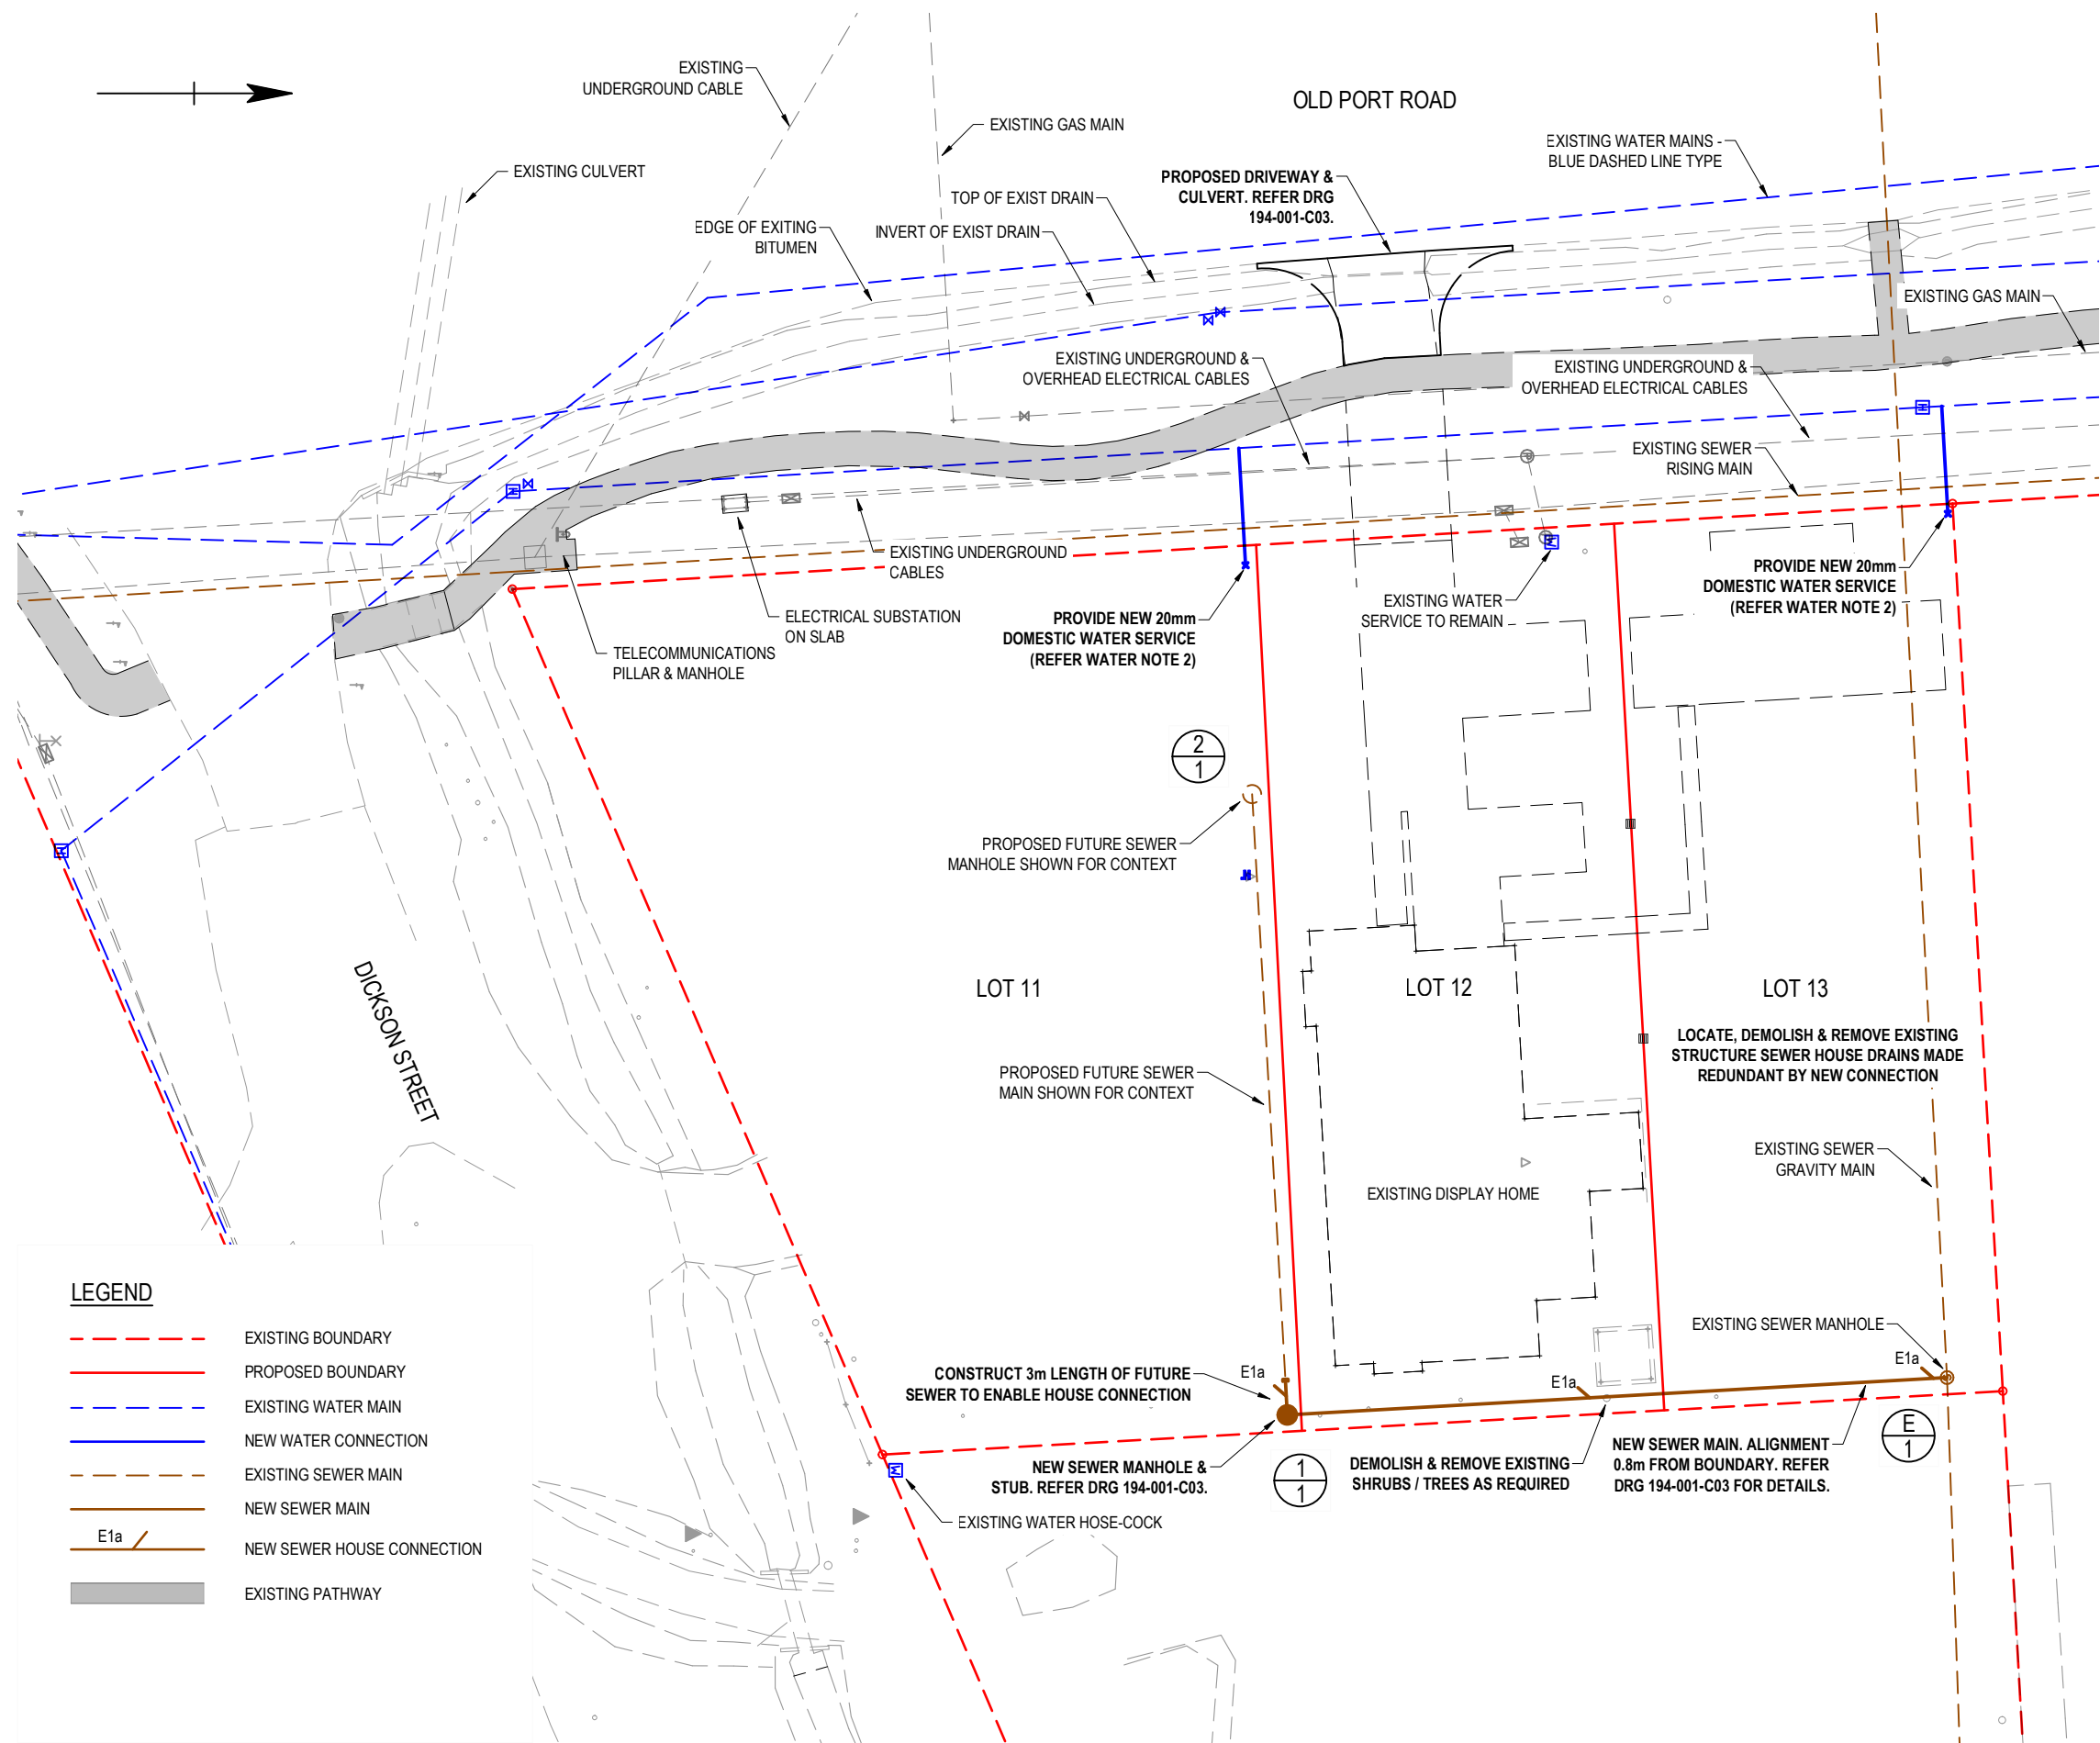 EXISTING
UNDERGROUND CABLE
OLD PORT ROAD
EXISTING GAS MAIN
EXISTING WATER MAINS -
BLUE DASHED LINE TYPE
EXISTING CULVERT
PROPOSED DRIVEWAY &
CULVERT. REFER DRG
194-001-C03.
TOP OF EXIST DRAIN
EDGE OF EXITING
BITUMEN
INVERT OF EXIST DRAIN
EXISTING GAS MAIN
EXISTING UNDERGROUND &
OVERHEAD ELECTRICAL CABLES
EXISTING UNDERGROUND &
OVERHEAD ELECTRICAL CABLES
EXISTING SEWER
RISING MAIN
EXISTING UNDERGROUND
CABLES
PROVIDE NEW 20mm
DOMESTIC WATER SERVICE
(REFER WATER NOTE 2)
EXISTING WATER
SERVICE TO REMAIN
ELECTRICAL SUBSTATION
ON SLAB
PROVIDE NEW 20mm
DOMESTIC WATER SERVICE
(REFER WATER NOTE 2)
TELECOMMUNICATIONS
PILLAR & MANHOLE
2
1
PROPOSED FUTURE SEWER
MANHOLE SHOWN FOR CONTEXT
LOT 11
LOT 12
LOT 13
DICKSON STREET
LOCATE, DEMOLISH & REMOVE EXISTING
STRUCTURE SEWER HOUSE DRAINS MADE
REDUNDANT BY NEW CONNECTION
PROPOSED FUTURE SEWER
MAIN SHOWN FOR CONTEXT
EXISTING SEWER
GRAVITY MAIN
EXISTING DISPLAY HOME
EXISTING SEWER MANHOLE
E1a
E1a
E1a
CONSTRUCT 3m LENGTH OF FUTURE
SEWER TO ENABLE HOUSE CONNECTION
NEW SEWER MANHOLE &
STUB. REFER DRG 194-001-C03.
1
1
DEMOLISH & REMOVE EXISTING
SHRUBS / TREES AS REQUIRED
NEW SEWER MAIN. ALIGNMENT
0.8m FROM BOUNDARY. REFER
DRG 194-001-C03 FOR DETAILS.
E
1
EXISTING WATER HOSE-COCK
LEGEND
EXISTING BOUNDARY
PROPOSED BOUNDARY
EXISTING WATER MAIN
NEW WATER CONNECTION
EXISTING SEWER MAIN
NEW SEWER MAIN
E1a
NEW SEWER HOUSE CONNECTION
EXISTING PATHWAY